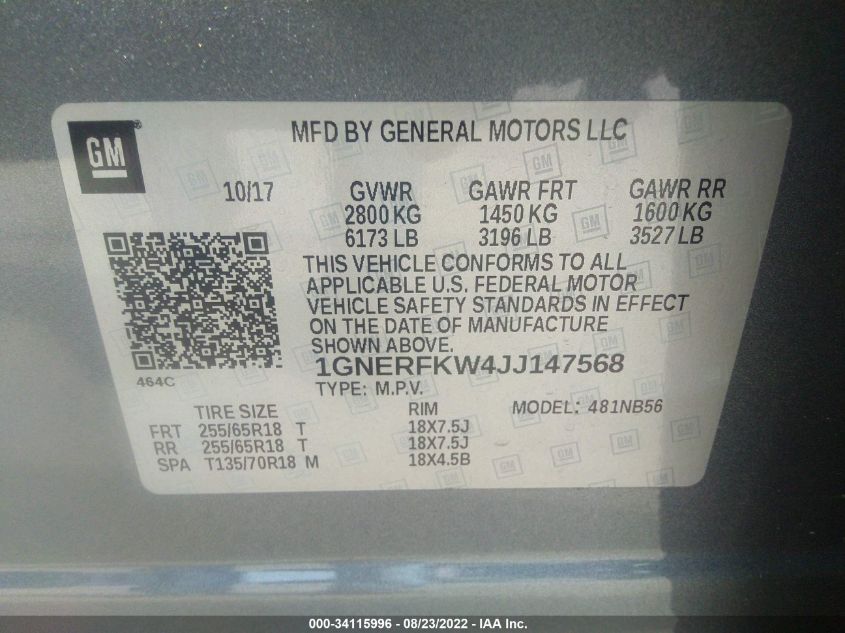 GM
MFD BY GENERAL MOTORS LLC
10/17 GVWR GAWR FRT GAWR RR
2800 KG 1450 KG 1600 KG
6173 LB 3196 LB 3527 LB
THIS VEHICLE CONFORMS TO ALL
APPLICABLE U.S. FEDERAL MOTOR
VEHICLE SAFETY STANDARDS IN EFFECT
ON THE DATE OF MANUFACTURE
SHOWN ABOVE.
1GNERFKW4JJ147568
464C
TYPE: M.P.V.
TIRE SIZE RIM MODEL: 481NB56
FRT 255/65R18 T 18X7.5J
RR 255/65R18 T 18X7.5J
SPA T135/70R18 M 18X4.5B
000-34115996 - 08/23/2022 - IAA Inc.